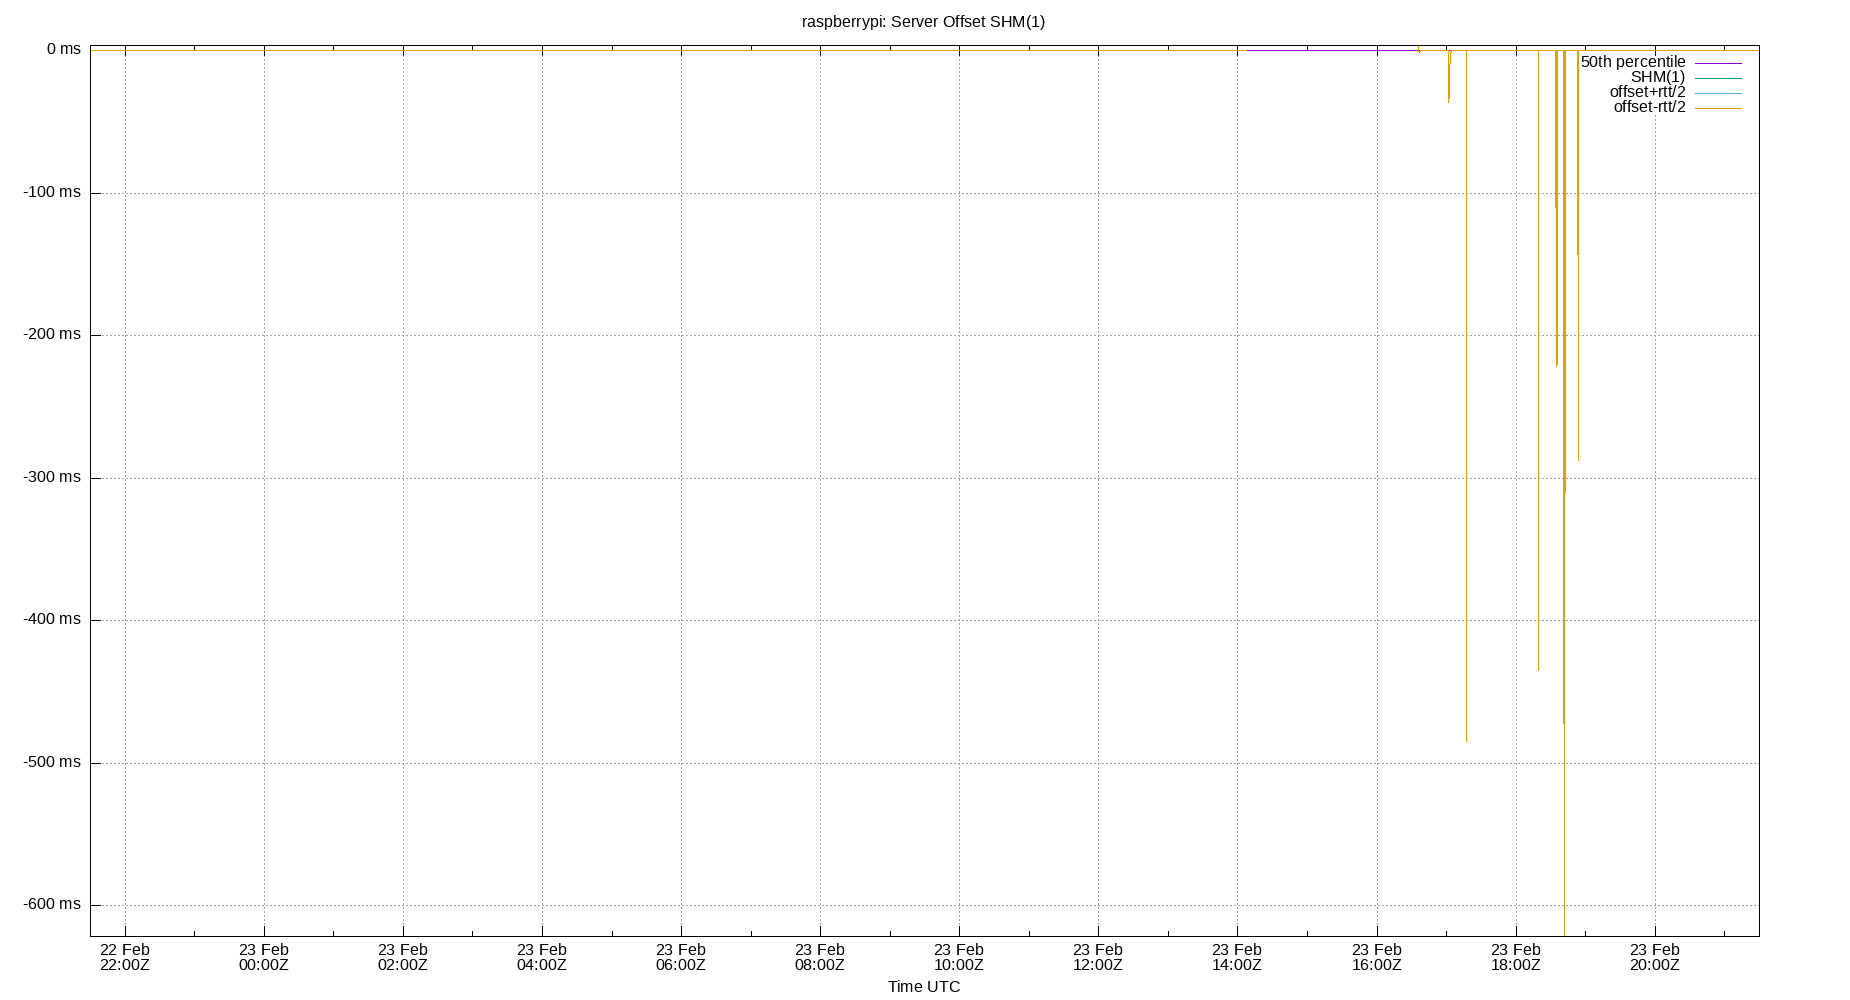 raspberrypi: Server Offset SHM(1)
0 ms
50th percentile
SHM(1)
offset+rtt/2
offset-rtt/2
-100 ms
-200 ms
-300 ms
-400 ms
-500 ms
-600 ms
22 Feb 23 Feb 23 Feb 23 Feb 23 Feb 23 Feb 23 Feb 23 Feb 23 Feb 23 Feb 23 Feb 23 Feb
22:00Z 00:00Z 02:00Z 04:00Z 06:00Z 08:00Z 10:00Z 12:00Z 14:00Z 16:00Z 18:00Z 20:00Z
Time UTC